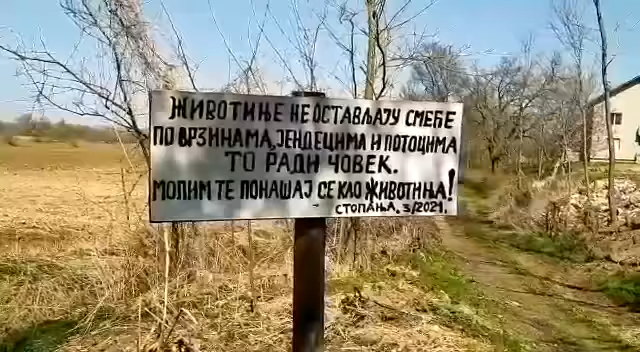 ЖИВОТИЊЕ НЕ ОСТАВЉАЈУ СМЕЋЕ
ПО ВРЗИНАМА, ЈЕНДЕЦИМА И ПОТОЦИМА
ТО РАДИ ЧОВЕК.
МОЛИМ ТЕ ПОНАШАЈ СЕ КАО ЖИВОТИЊА!
СТОПАЊА. 3/2021.